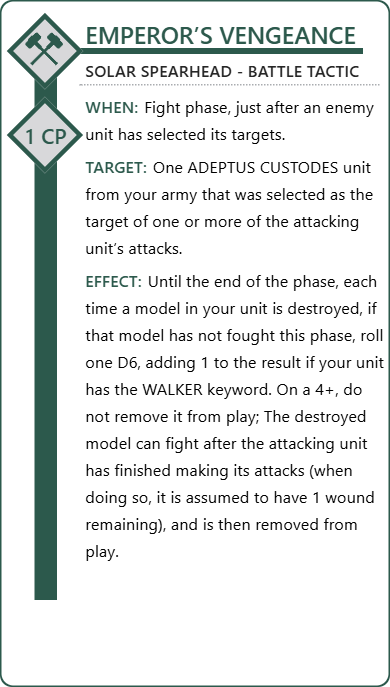 EMPEROR’S VENGEANCE
SOLAR SPEARHEAD - BATTLE TACTIC
1 CP
WHEN: Fight phase, just after an enemy
unit has selected its targets.
TARGET: One ADEPTUS CUSTODES unit
from your army that was selected as the
target of one or more of the attacking
unit’s attacks.
EFFECT: Until the end of the phase, each
time a model in your unit is destroyed, if
that model has not fought this phase, roll
one D6, adding 1 to the result if your unit
has the WALKER keyword. On a 4+, do
not remove it from play; The destroyed
model can fight after the attacking unit
has finished making its attacks (when
doing so, it is assumed to have 1 wound
remaining), and is then removed from
play.